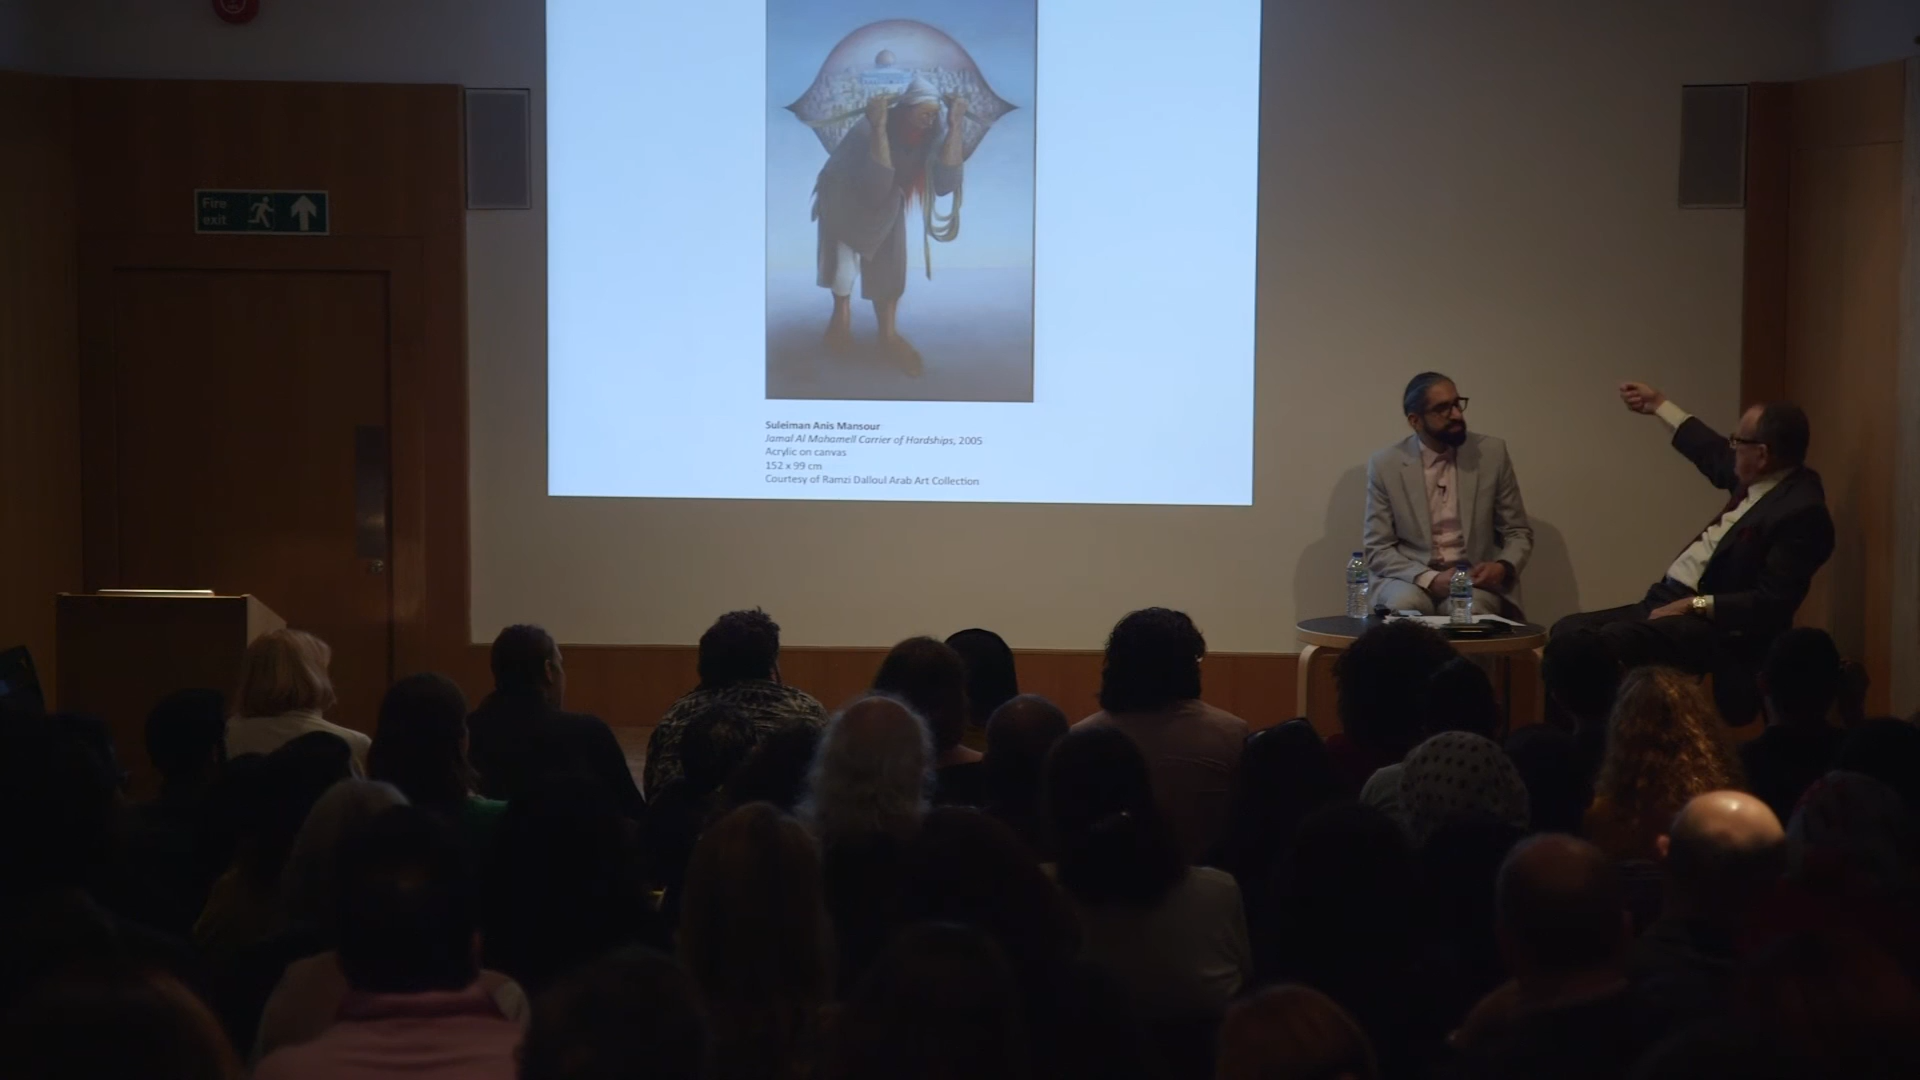 Fire
exit
Suleiman Anis Mansour
Jamal Al Mahamell Carrier of Hardships, 2005
Acrylic on canvas
152 x 99 cm
Courtesy of Ramzi Dalloul Arab Art Collection